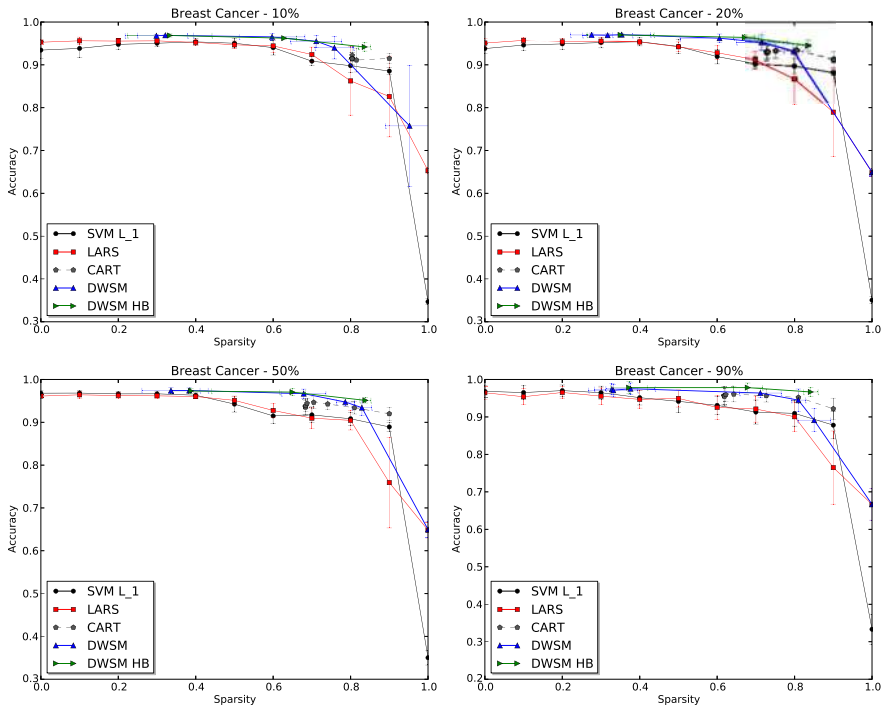 Breast Cancer - 10%
1.0
0.9
0.8
0.7
0.6
0.5
0.4
0.3
Accuracy
SVM L_1
LARS
CART
DWSM
DWSM HB
0.0 0.2 0.4 0.6 0.8 1.0
Sparsity
Breast Cancer - 20%
1.0
0.9
0.8
0.7
0.6
0.5
0.4
0.3
Accuracy
SVM L_1
LARS
CART
DWSM
DWSM HB
0.0 0.2 0.4 0.6 0.8 1.0
Sparsity
Breast Cancer - 50%
1.0
0.9
0.8
0.7
0.6
0.5
0.4
0.3
Accuracy
SVM L_1
LARS
CART
DWSM
DWSM HB
0.0 0.2 0.4 0.6 0.8 1.0
Sparsity
Breast Cancer - 90%
1.0
0.9
0.8
0.7
0.6
0.5
0.4
0.3
0.2
Accuracy
SVM L_1
LARS
CART
DWSM
DWSM HB
0.0 0.2 0.4 0.6 0.8 1.0
Sparsity